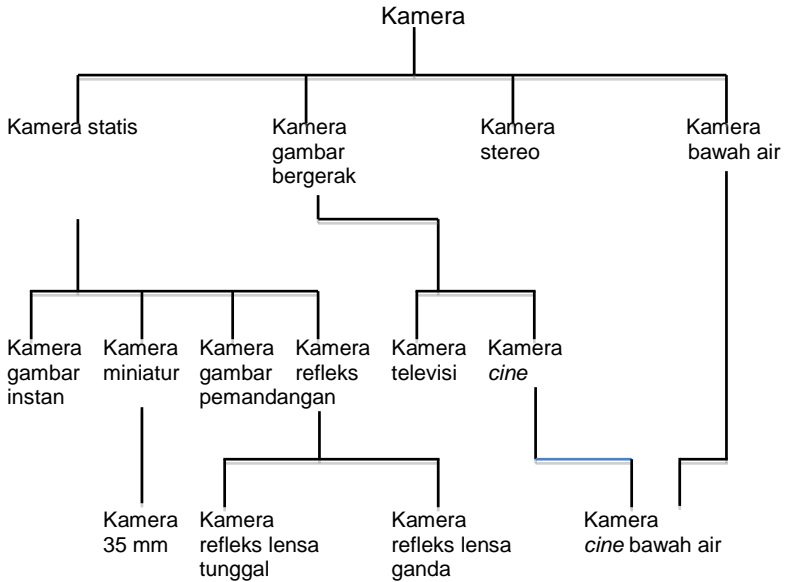 Kamera
Kamera statis
Kamera
gambar
bergerak
Kamera
stereo
Kamera
bawah air
Kamera
gambar
instan
Kamera
miniatur
Kamera
gambar
pemandangan
Kamera
refleks
Kamera
televisi
Kamera
cine
Kamera
35 mm
Kamera
refleks lensa
tunggal
Kamera
refleks lensa
ganda
Kamera
cine bawah air